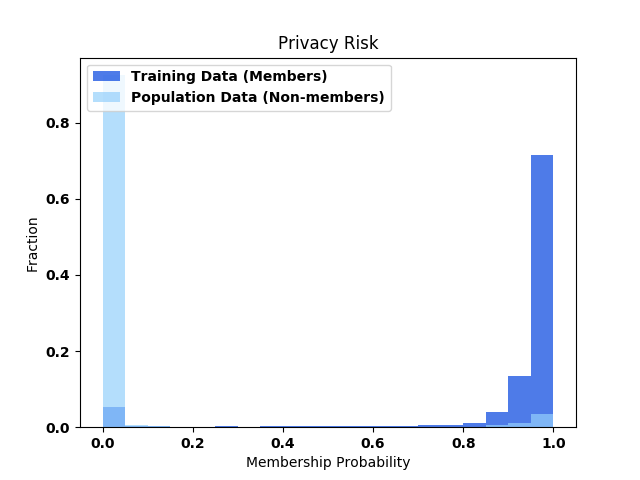 Privacy Risk
Training Data (Members)
Population Data (Non-members)
0.8
0.6
0.4
0.2
0.0
Fraction
0.0 0.2 0.4 0.6 0.8 1.0
Membership Probability